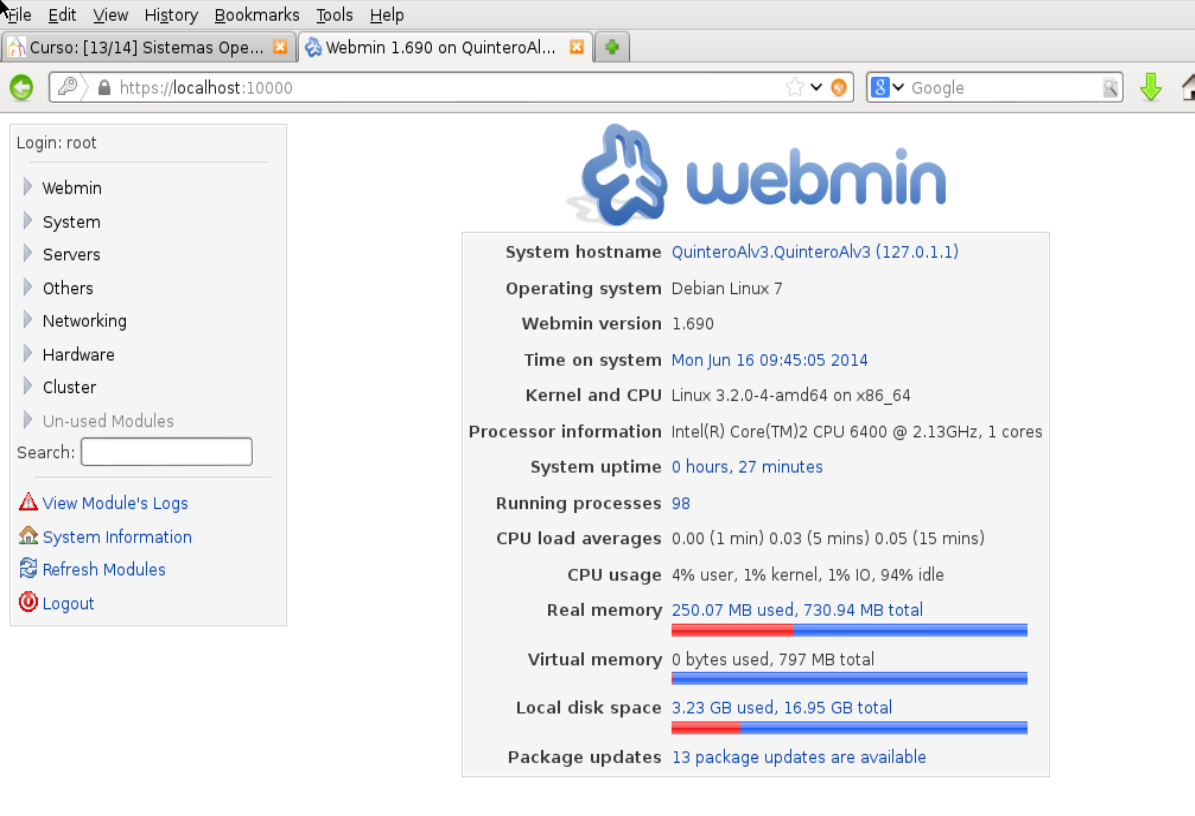 File Edit View History Bookmarks Tools Help
Curso: [13/14] Sistemas Ope... Webmin 1.690 on QuinteroAl...
https://localhost:10000 8 Google
Login: root
Webmin
System
Servers
Others
Networking
Hardware
Cluster
Un-used Modules
Search:
View Module's Logs
System Information
Refresh Modules
Logout
webmin
System hostname QuinteroAlv3.QuinteroAlv3 (127.0.1.1)
Operating system Debian Linux 7
Webmin version 1.690
Time on system Mon Jun 16 09:45:05 2014
Kernel and CPU Linux 3.2.0-4-amd64 on x86_64
Processor information Intel(R) Core(TM)2 CPU 6400 @ 2.13GHz, 1 cores
System uptime 0 hours, 27 minutes
Running processes 98
CPU load averages 0.00 (1 min) 0.03 (5 mins) 0.05 (15 mins)
CPU usage 4% user, 1% kernel, 1% IO, 94% idle
Real memory 250.07 MB used, 730.94 MB total
Virtual memory 0 bytes used, 797 MB total
Local disk space 3.23 GB used, 16.95 GB total
Package updates 13 package updates are available